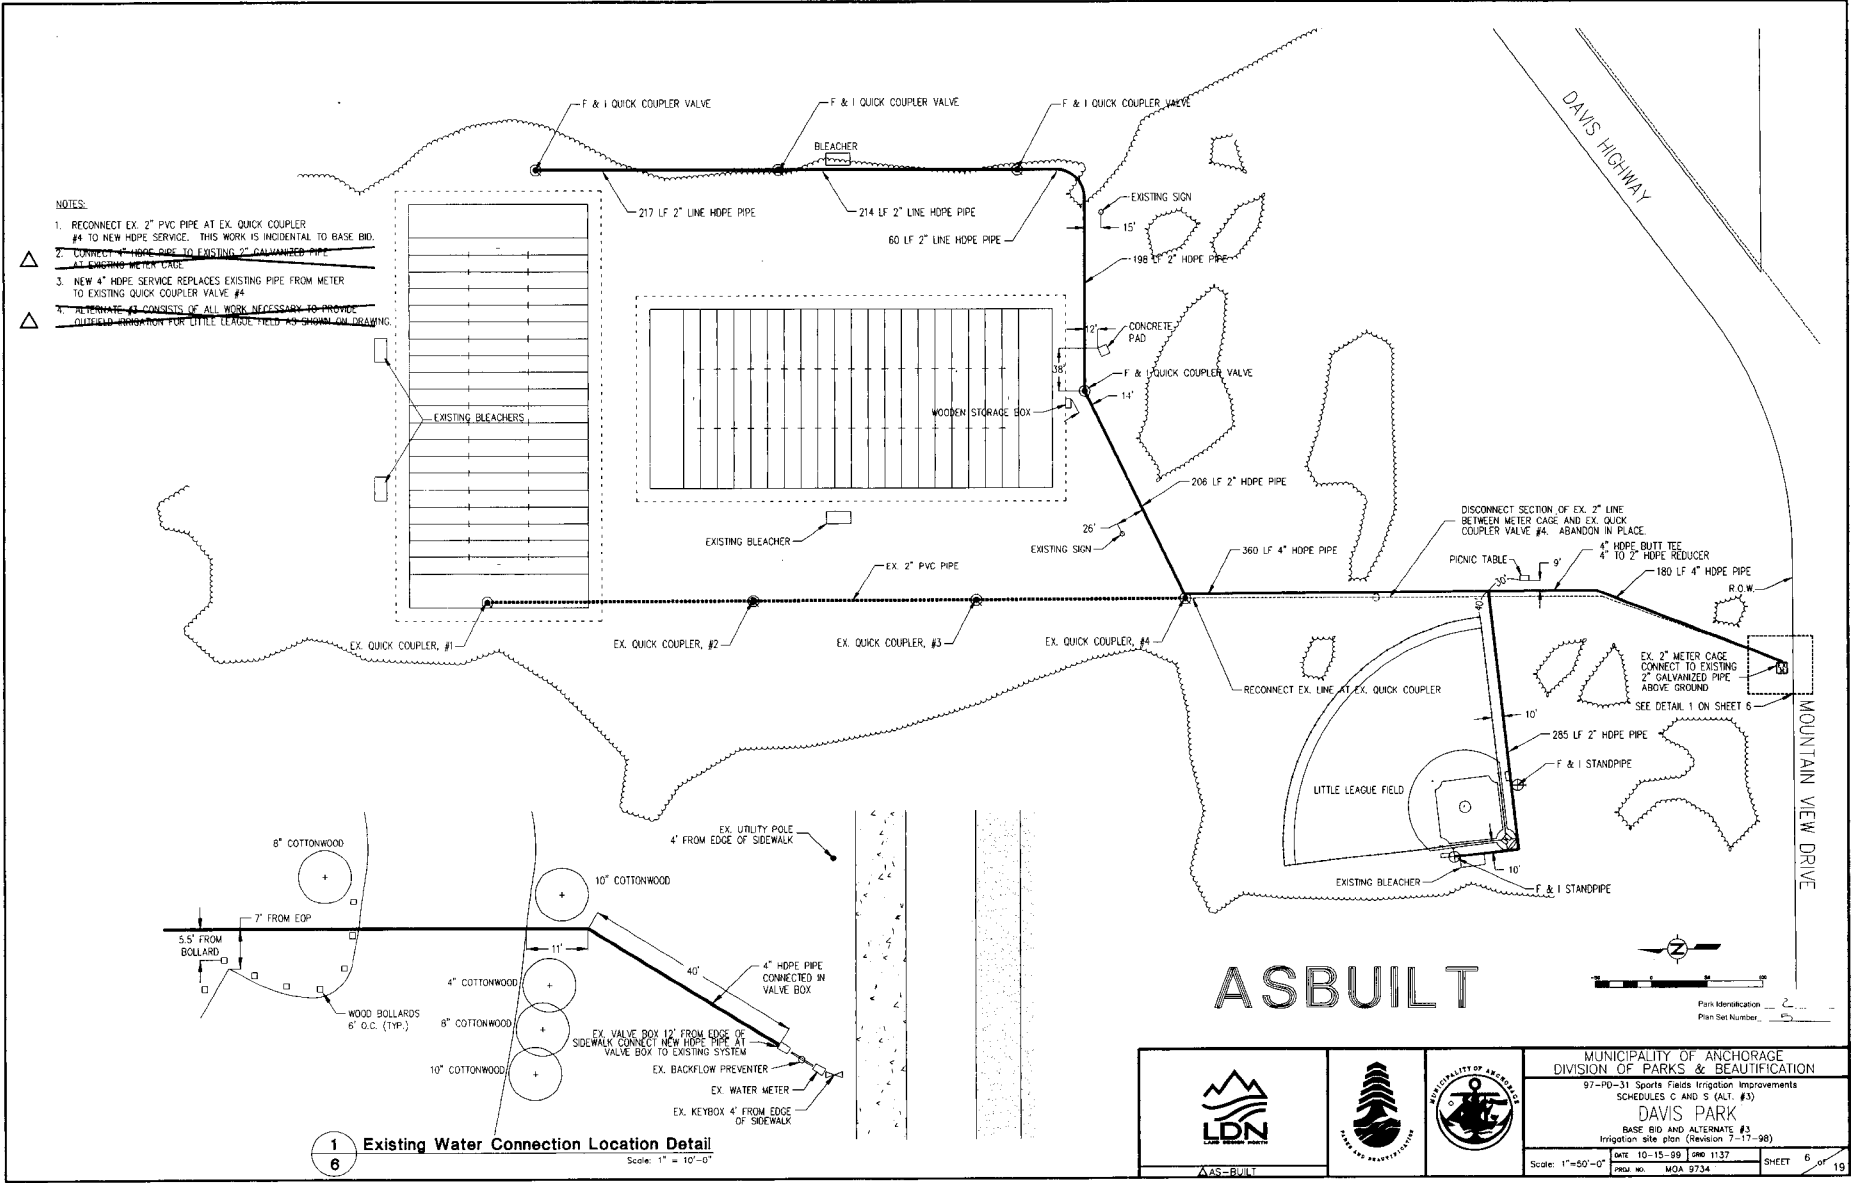 F & I QUICK COUPLER VALVE
F & I QUICK COUPLER VALVE
F & I QUICK COUPLER VALVE
BLEACHER
DAVIS HIGHWAY
NOTES:
1. RECONNECT EX. 2" PVC PIPE AT EX. QUICK COUPLER
#4 TO NEW HDPE SERVICE. THIS WORK IS INCIDENTAL TO BASE BID.
2. CONNECT 4" HDPE PIPE TO EXISTING 2" GALVANIZED PIPE
AT EXISTING METER CAGE
3. NEW 4" HDPE SERVICE REPLACES EXISTING PIPE FROM METER
TO EXISTING QUICK COUPLER VALVE #4
4. ALTERNATE #3 CONSISTS OF ALL WORK NECESSARY TO PROVIDE
OUTFIELD IRRIGATION FOR LITTLE LEAGUE FIELD AS SHOWN ON DRAWING.
217 LF 2" LINE HDPE PIPE
214 LF 2" LINE HDPE PIPE
60 LF 2" LINE HDPE PIPE
EXISTING SIGN
15'
198 LF 2" HDPE PIPE
12'
CONCRETE
PAD
38'
F & I QUICK COUPLER VALVE
14'
WOODEN STORAGE BOX
EXISTING BLEACHERS
206 LF 2" HDPE PIPE
26'
EXISTING SIGN
EXISTING BLEACHER
EX. 2" PVC PIPE
360 LF 4" HDPE PIPE
DISCONNECT SECTION OF EX. 2" LINE
BETWEEN METER CAGE AND EX. QUCK
COUPLER VALVE #4. ABANDON IN PLACE.
4" HDPE BUTT TEE
4" TO 2" HDPE REDUCER
PICNIC TABLE
9'
30'
40'
180 LF 4" HDPE PIPE
R.O.W.
EX. QUICK COUPLER, #1
EX. QUICK COUPLER, #2
EX. QUICK COUPLER, #3
EX. QUICK COUPLER, #4
RECONNECT EX. LINE AT EX. QUICK COUPLER
EX. 2" METER CAGE
CONNECT TO EXISTING
2" GALVANIZED PIPE
ABOVE GROUND
SEE DETAIL 1 ON SHEET 6
10'
285 LF 2" HDPE PIPE
F & I STANDPIPE
LITTLE LEAGUE FIELD
MOUNTAIN VIEW DRIVE
EXISTING BLEACHER
10'
F & I STANDPIPE
EX. UTILITY POLE
4' FROM EDGE OF SIDEWALK
8" COTTONWOOD
10" COTTONWOOD
7' FROM EOP
5.5' FROM
BOLLARD
11'
40'
4" HDPE PIPE
CONNECTED IN
VALVE BOX
4" COTTONWOOD
WOOD BOLLARDS
6' O.C. (TYP.)
8" COTTONWOOD
EX. VALVE BOX 12' FROM EDGE OF
SIDEWALK CONNECT NEW HDPE PIPE AT
VALVE BOX TO EXISTING SYSTEM
10" COTTONWOOD
EX. BACKFLOW PREVENTER
EX. WATER METER
EX. KEYBOX 4' FROM EDGE
OF SIDEWALK
1
6
Existing Water Connection Location Detail
Scale: 1" = 10'-0"
ASBUILT
Z
50 0 50 100
Park Identification 2
Plan Set Number 5
LDN
LAND DESIGN NORTH
AS-BUILT
PARKS AND BEAUTIFICATION
MUNICIPALITY OF ANCHORAGE
MUNICIPALITY OF ANCHORAGE
DIVISION OF PARKS & BEAUTIFICATION
97-PD-31 Sports Fields Irrigation Improvements
SCHEDULES C AND S (ALT. #3)
DAVIS PARK
BASE BID AND ALTERNATE #3
Irrigation site plan (Revision 7-17-98)
Scale: 1"=50'-0"
DATE 10-15-99 GRID 1137
PROJ. NO. MOA 9734
SHEET 6 of 19